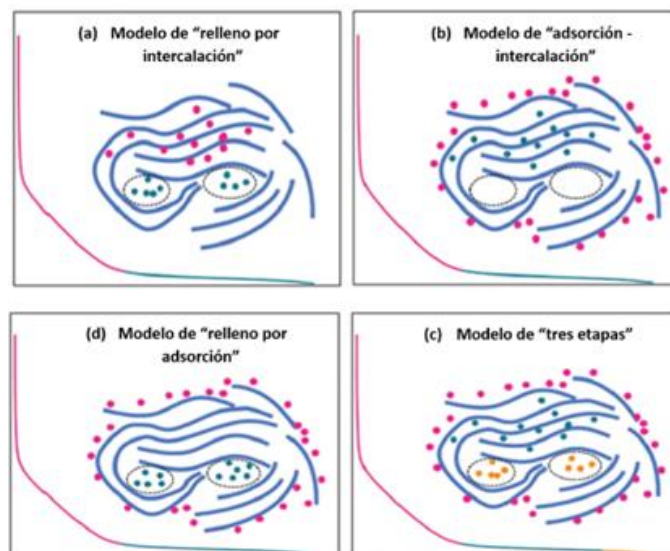 (a) Modelo de “relleno por
intercalación”
(b) Modelo de “adsorción -
intercalación”
(d) Modelo de “relleno por
adsorción”
(c) Modelo de “tres etapas”